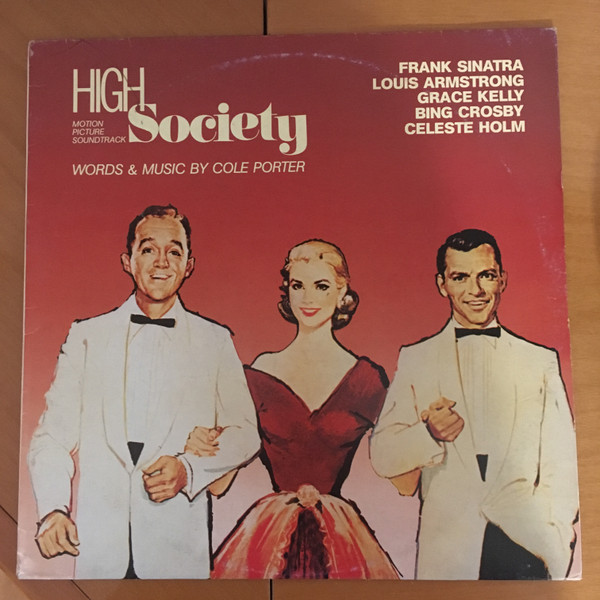 HIGH
Society
MOTION
PICTURE
SOUNDTRACK
WORDS & MUSIC BY COLE PORTER
FRANK SINATRA
LOUIS ARMSTRONG
GRACE KELLY
BING CROSBY
CELESTE HOLM